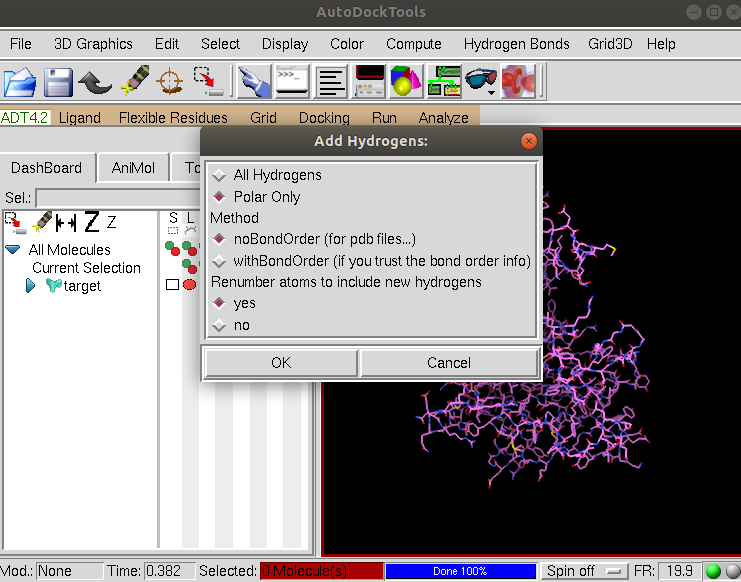 AutoDockTools
File 3D Graphics Edit Select Display Color Compute Hydrogen Bonds Grid3D Help
>>>
ADT4.2 Ligand Flexible Residues Grid Docking Run Analyze
Add Hydrogens:
DashBoard AniMol To
All Hydrogens
Polar Only
Sel.:
Method
S L
Z Z
noBondOrder (for pdb files...)
All Molecules
withBondOrder (if you trust the bond order info)
Current Selection
Renumber atoms to include new hydrogens
target
yes
no
OK Cancel
Mod.: None Time: 0.382 Selected: 0 Molecule(s) Done 100% Spin off FR: 19.9